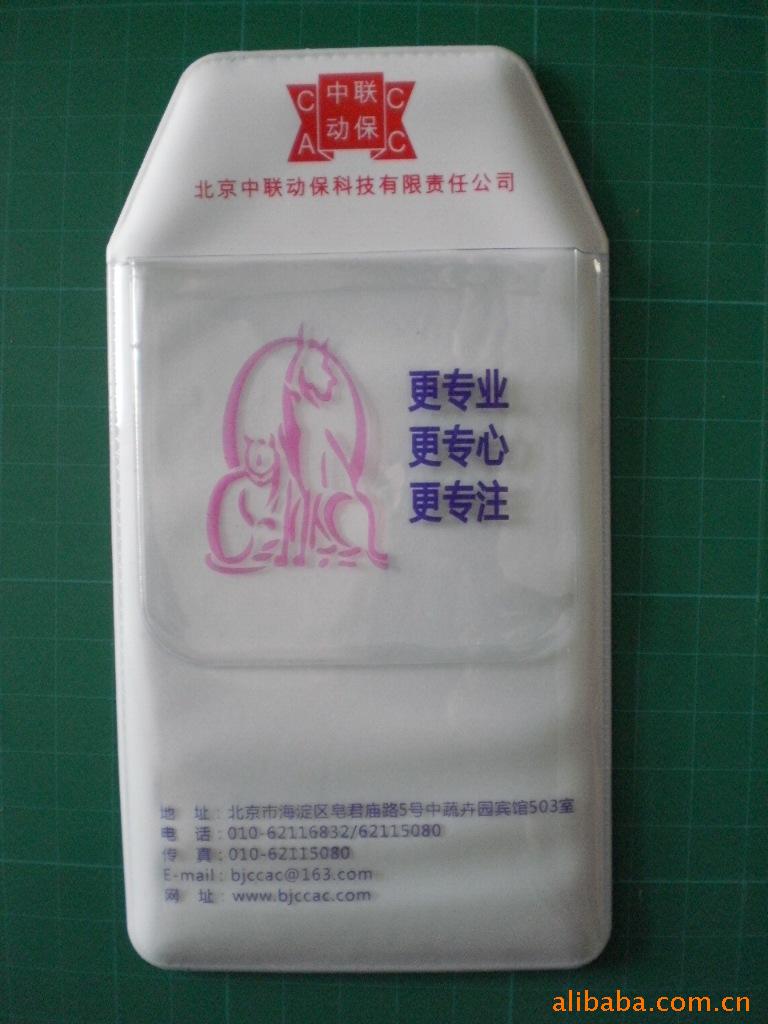 C 中联 C
A 动保 C
北京中联动保科技有限责任公司
更专业
更专心
更专注
地 址：北京市海淀区皂君庙路5号中蔬卉园宾馆503室
电 话：010-62116832/62115080
传 真：010-62115080
E-mail：bjccac@163.com
网 址：www.bjccac.com
alibaba.com.cn